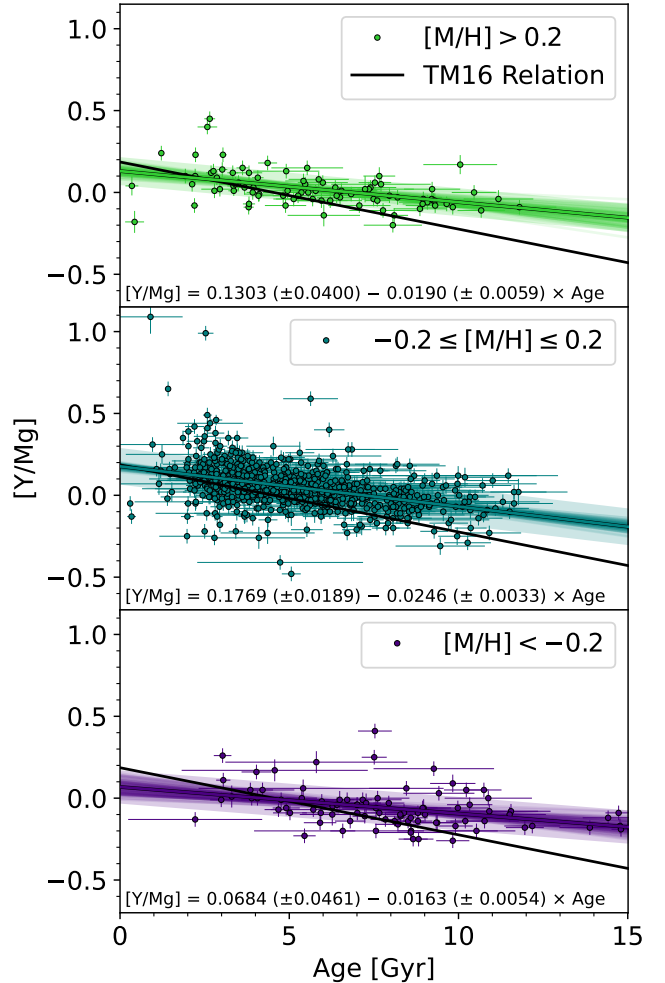 [M/H] > 0.2
TM16 Relation
1.0
0.5
0.0
−0.5
[Y/Mg] = 0.1303 (±0.0400) − 0.0190 (± 0.0059) × Age
−0.2 ≤ [M/H] ≤ 0.2
1.0
0.5
0.0
−0.5
[Y/Mg]
[Y/Mg] = 0.1769 (±0.0189) − 0.0246 (± 0.0033) × Age
[M/H] < −0.2
1.0
0.5
0.0
−0.5
[Y/Mg] = 0.0684 (±0.0461) − 0.0163 (± 0.0054) × Age
0 5 10 15
Age [Gyr]